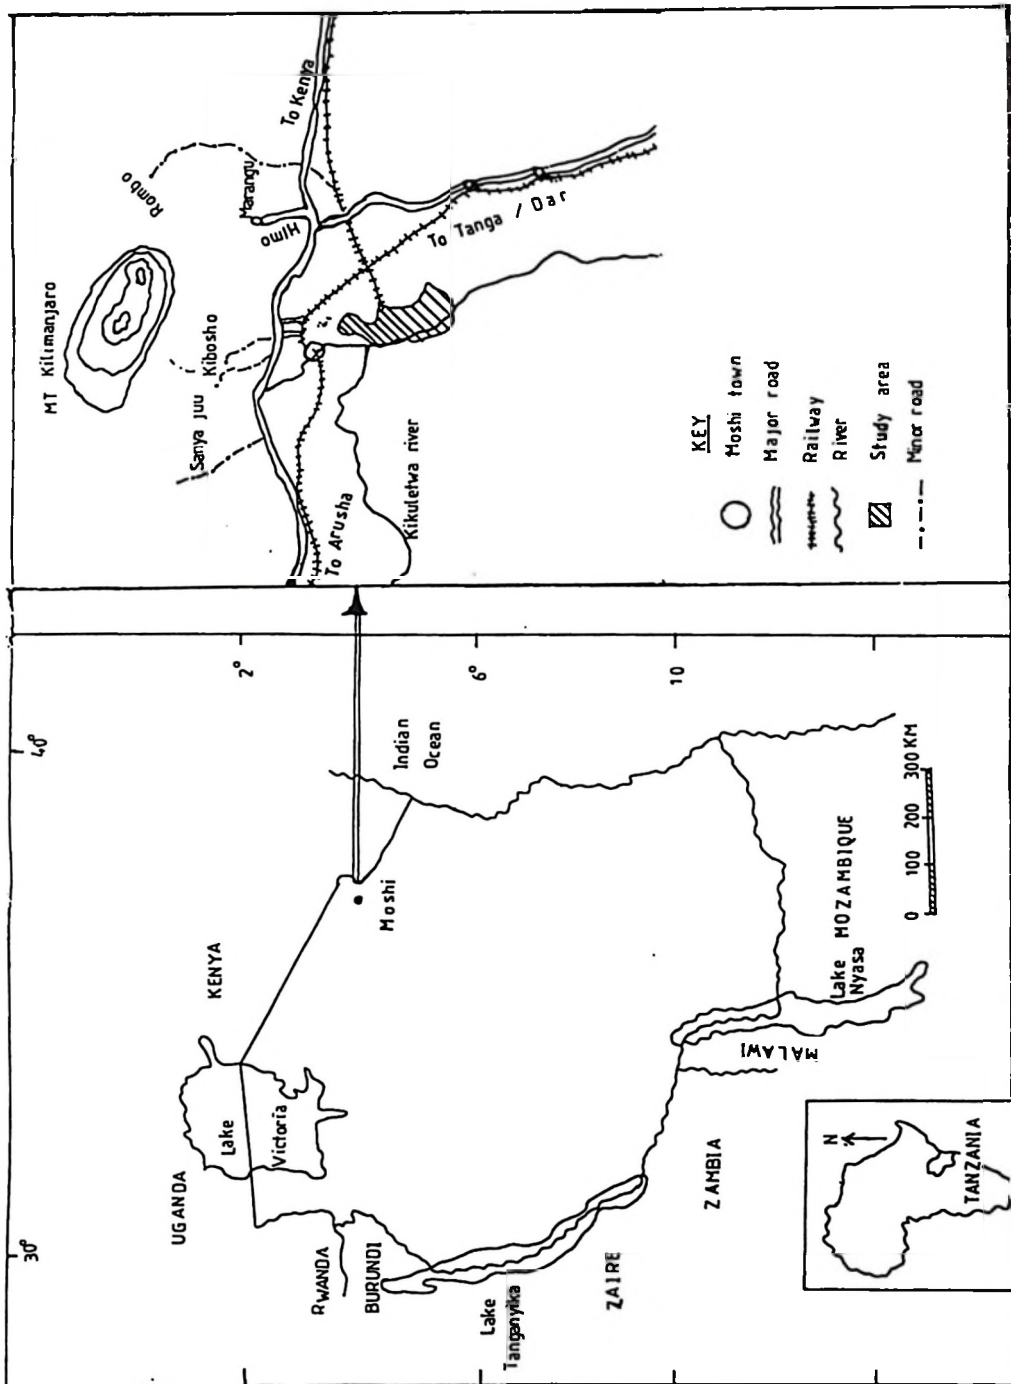 30°
40°
2°
6°
10
UGANDA
KENYA
Lake
Victoria
RWANDA
BURUNDI
Moshi
Indian
Ocean
Lake
Tanganyika
ZAIRE
ZAMBIA
MALAWI
Lake
Nyasa
MOZAMBIQUE
0 100 200 300 KM
N
TANZANIA
MT Kilimanjaro
Rombo
Marangu
Himo
To Kenya
Sanya juu
Kibosho
To Arusha
Kikuletwa river
To Tanga / Dar
KEY
Moshi town
Major road
Railway
River
Study area
Minor road